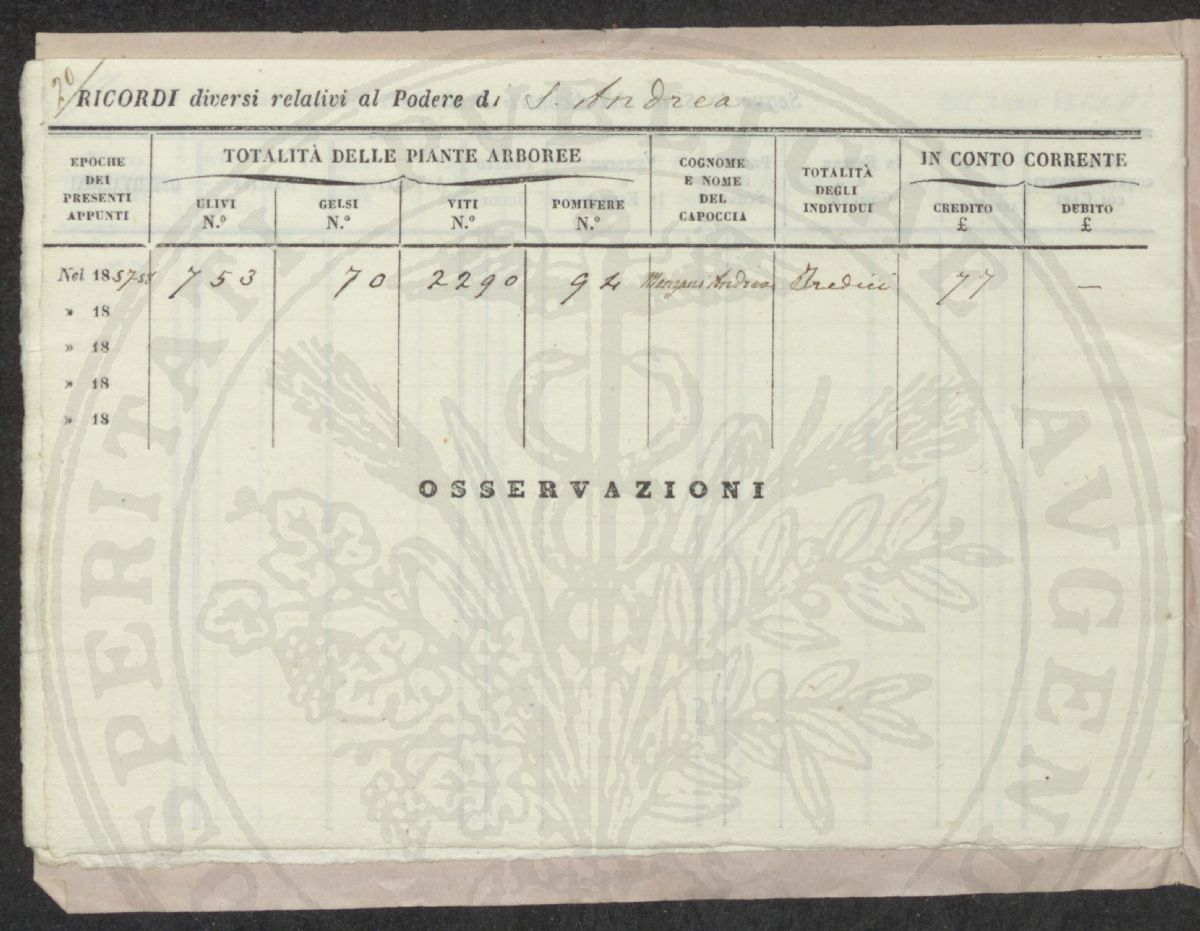 20/
RICORDI diversi relativi al Podere di S. Andrea
EPOCHE DEI PRESENTI APPUNTI
TOTALITÀ DELLE PIANTE ARBOREE
ULIVI N.º
GELSI N.º
VITI N.º
POMIFERE N.º
COGNOME E NOME DEL CAPOCCIA
TOTALITÀ DEGLI INDIVIDUI
IN CONTO CORRENTE
CREDITO £
DEBITO £
Nel 1857 58 753 70 2290 94 Andrea Tredici 77 —
» 18
» 18
» 18
» 18
OSSERVAZIONI